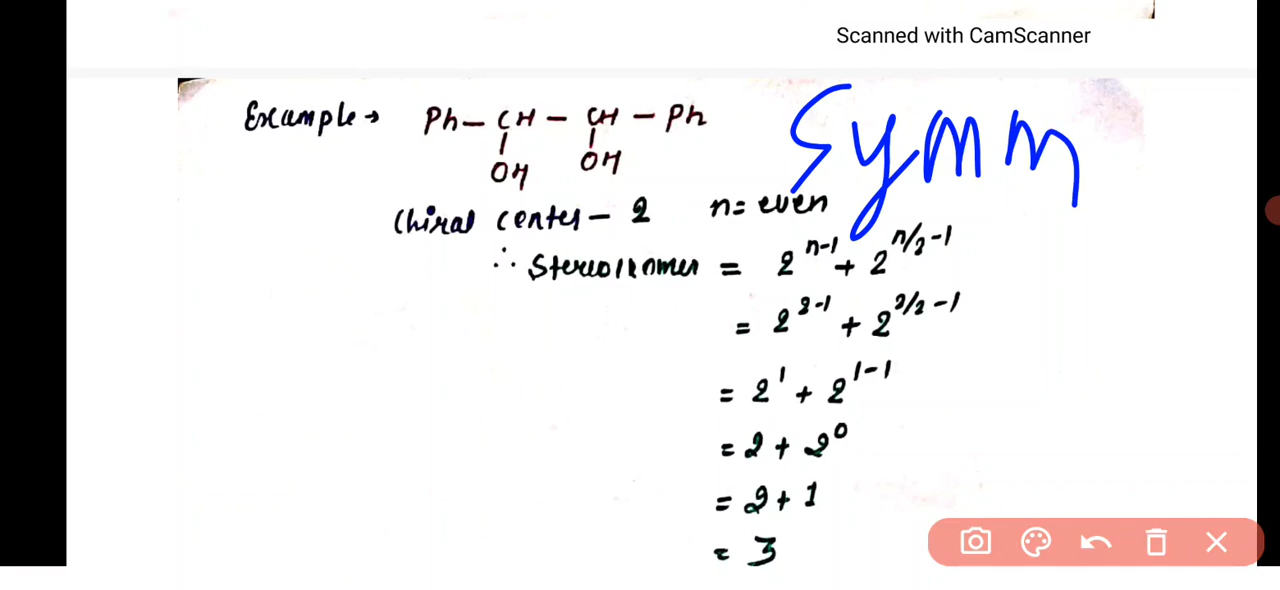 Scanned with CamScanner
Example → Ph – CH – CH – Ph
OH OH
Symm
Chiral center – 2 n = even
∴ Stereoisomer = 2^{n-1} + 2^{n/2-1}
= 2^{2-1} + 2^{2/2-1}
= 2^1 + 2^{1-1}
= 2 + 2^0
= 2 + 1
= 3